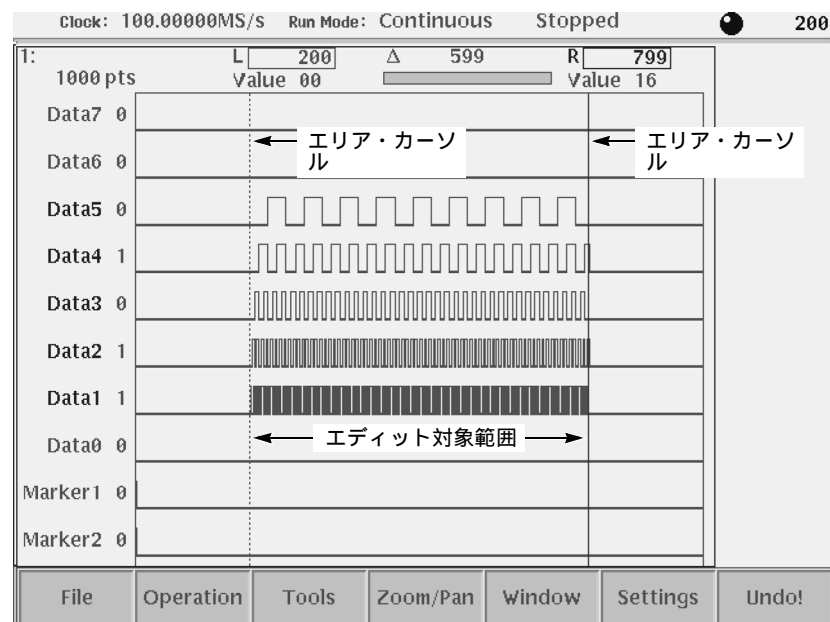 Clock: 100.00000MS/s Run Mode: Continuous Stopped 200
1: L 200 Δ 599 R 799
1000 pts Value 00 Value 16
Data7 0
エリア・カーソ
ル
エリア・カーソ
ル
Data6 0
Data5 0
Data4 1
Data3 0
Data2 1
Data1 1
エディット対象範囲
Data0 0
Marker1 0
Marker2 0
File Operation Tools Zoom/Pan Window Settings Undo!